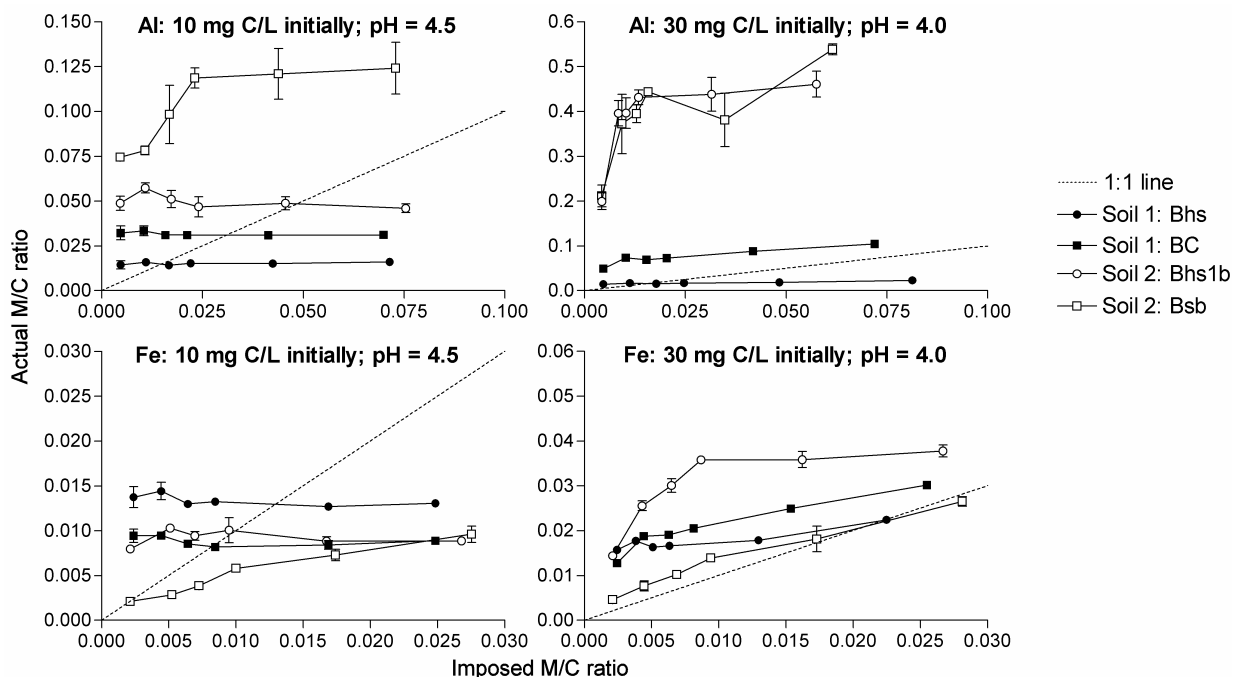 Al: 10 mg C/L initially; pH = 4.5
0.150
0.125
0.100
0.075
0.050
0.025
0.000
0.000 0.025 0.050 0.075 0.100
Al: 30 mg C/L initially; pH = 4.0
0.6
0.5
0.4
0.3
0.2
0.1
0.0
0.000 0.025 0.050 0.075 0.100
1:1 line
Soil 1: Bhs
Soil 1: BC
Soil 2: Bhs1b
Soil 2: Bsb
Actual M/C ratio
Fe: 10 mg C/L initially; pH = 4.5
0.030
0.025
0.020
0.015
0.010
0.005
0.000
0.000 0.005 0.010 0.015 0.020 0.025 0.030
Fe: 30 mg C/L initially; pH = 4.0
0.06
0.05
0.04
0.03
0.02
0.01
0.00
0.000 0.005 0.010 0.015 0.020 0.025 0.030
Imposed M/C ratio